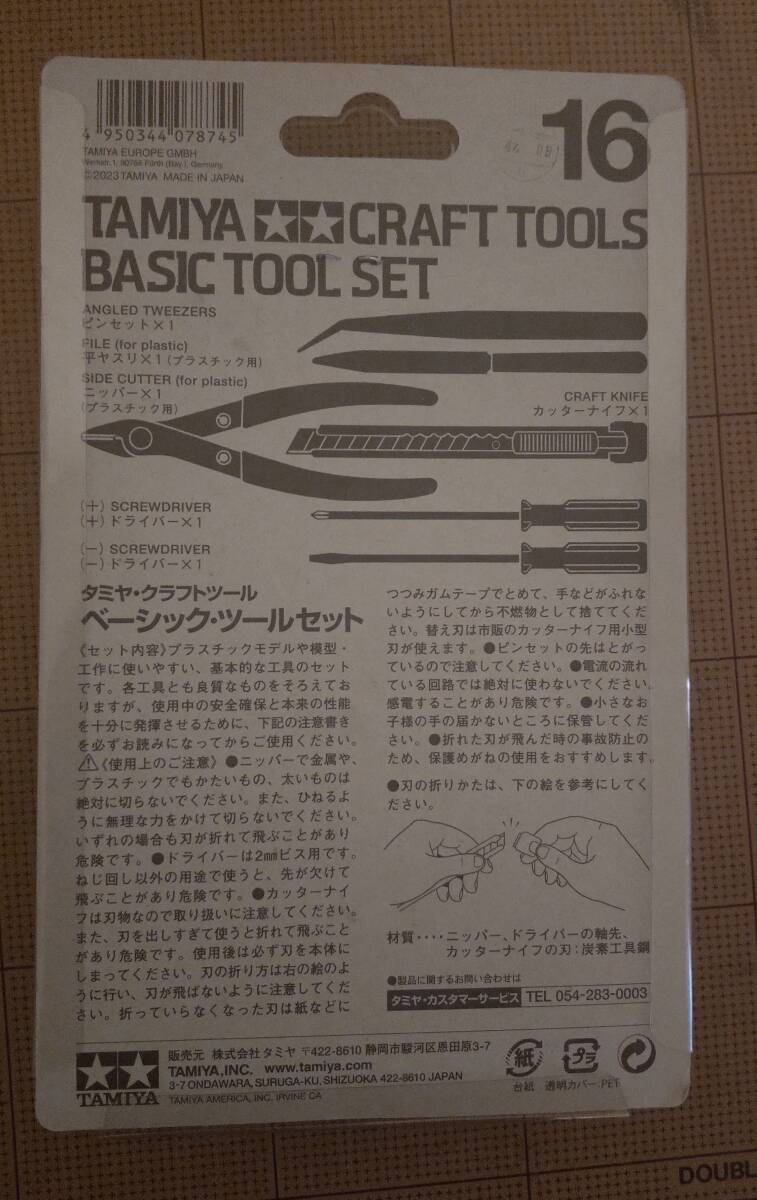 4 950344 078745
TAMIYA EUROPE GMBH
Werkstr. 1, 90765 Fürth (Bay.), Germany
©2023 TAMIYA MADE IN JAPAN
16
TAMIYA CRAFT TOOLS
BASIC TOOL SET
ANGLED TWEEZERS
ピンセット×1
FILE (for plastic)
平ヤスリ×1 (プラスチック用)
SIDE CUTTER (for plastic)
ニッパー×1
(プラスチック用)
CRAFT KNIFE
カッターナイフ×1
(+) SCREWDRIVER
(+) ドライバー×1
(−) SCREWDRIVER
(−) ドライバー×1
タミヤ・クラフトツール
ベーシック・ツールセット
《セット内容》プラスチックモデルや模型・
工作に使いやすい、基本的な工具のセット
です。各工具とも良質なものをそろえてお
りますが、使用中の安全確保と本来の性能
を十分に発揮させるために、下記の注意書き
を必ずお読みになってからご使用ください。
⚠《使用上のご注意》●ニッパーで金属や、
プラスチックでもかたいもの、太いものは
絶対に切らないでください。また、ひねるよ
うに無理な力をかけて切らないでください。
いずれの場合も刃が折れて飛ぶことがあり
危険です。●ドライバーは2mmビス用です。
ねじ回し以外の用途で使うと、先が欠けて
飛ぶことがあり危険です。●カッターナイ
フは刃物なので取り扱いに注意してください。
また、刃を出しすぎて使うと折れて飛ぶこと
があり危険です。使用後は必ず刃を本体に
しまってください。刃の折り方は右の絵のよ
うに行い、刃が飛ばないように注意してくだ
さい。折っていらなくなった刃は紙などに
つつみガムテープでとめて、手などがふれな
いようにしてから不燃物として捨ててくだ
さい。替え刃は市販のカッターナイフ用小型
刃が使えます。●ピンセットの先はとがっ
ているので注意してください。●電流の流れ
ている回路では絶対に使わないでください。
感電することがあり危険です。●小さなお
子様の手の届かないところに保管してくだ
さい。●折れた刃が飛んだ時の事故防止の
ため、保護めがねの使用をおすすめします。
●刃の折りかたは、下の絵を参考にしてく
ださい。
材質‥‥ニッパー、ドライバーの軸先、
カッターナイフの刃：炭素工具鋼
●製品に関するお問い合わせは
タミヤ・カスタマーサービス TEL 054-283-0003
TAMIYA
販売元 株式会社タミヤ 〒422-8610 静岡市駿河区恩田原3-7
TAMIYA,INC. www.tamiya.com
3-7 ONDAWARA, SURUGA-KU, SHIZUOKA 422-8610 JAPAN
TAMIYA AMERICA, INC. IRVINE CA
紙
プラ
台紙 透明カバー：PET
DOUBL